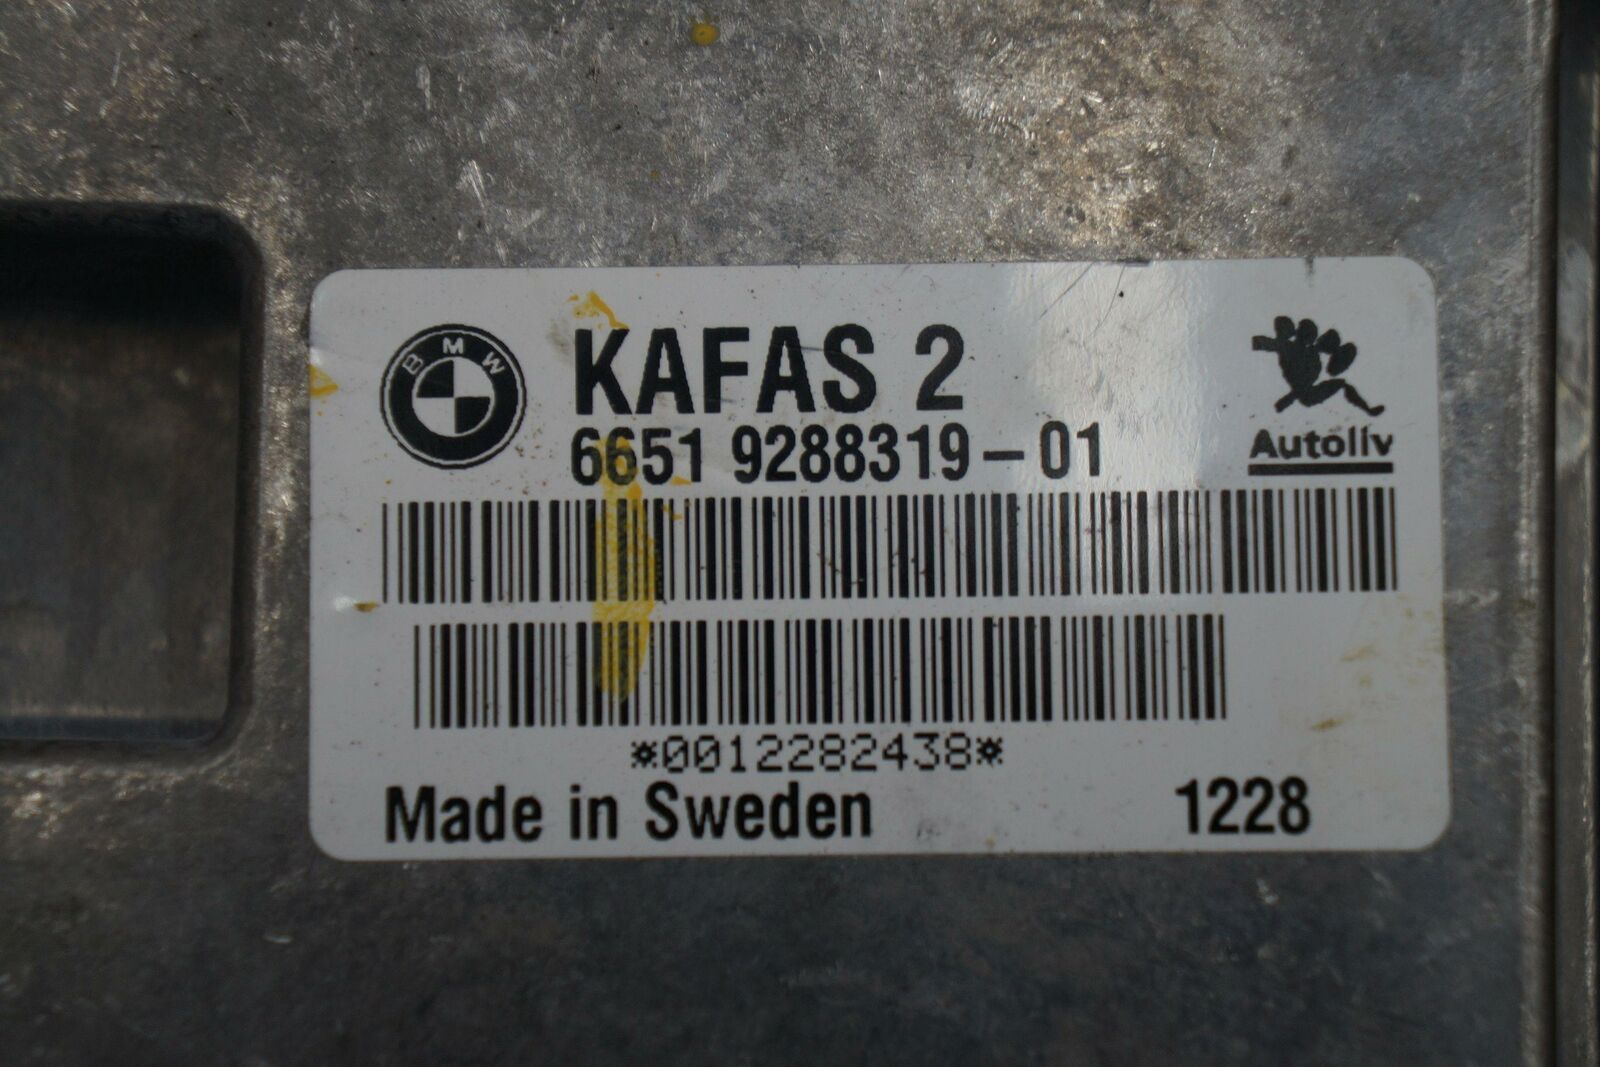 BMW
KAFAS 2
6651 9288319-01
Autoliv
*0012282438*
Made in Sweden 1228